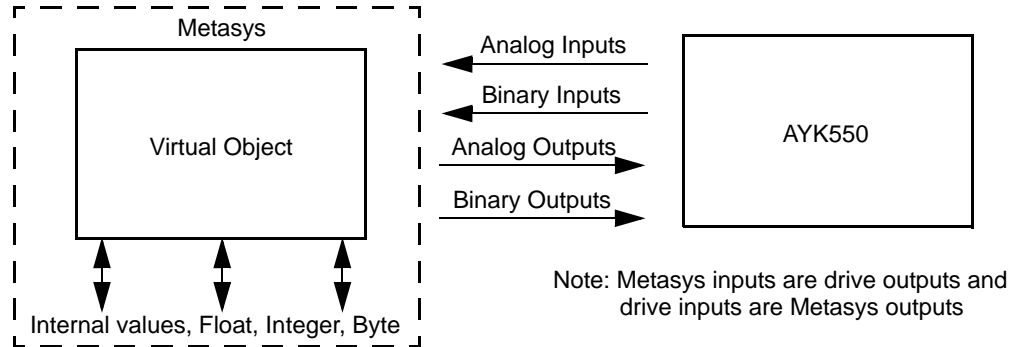 Metasys
Virtual Object
Analog Inputs
Binary Inputs
Analog Outputs
Binary Outputs
AYK550
Internal values, Float, Integer, Byte
Note: Metasys inputs are drive outputs and
drive inputs are Metasys outputs